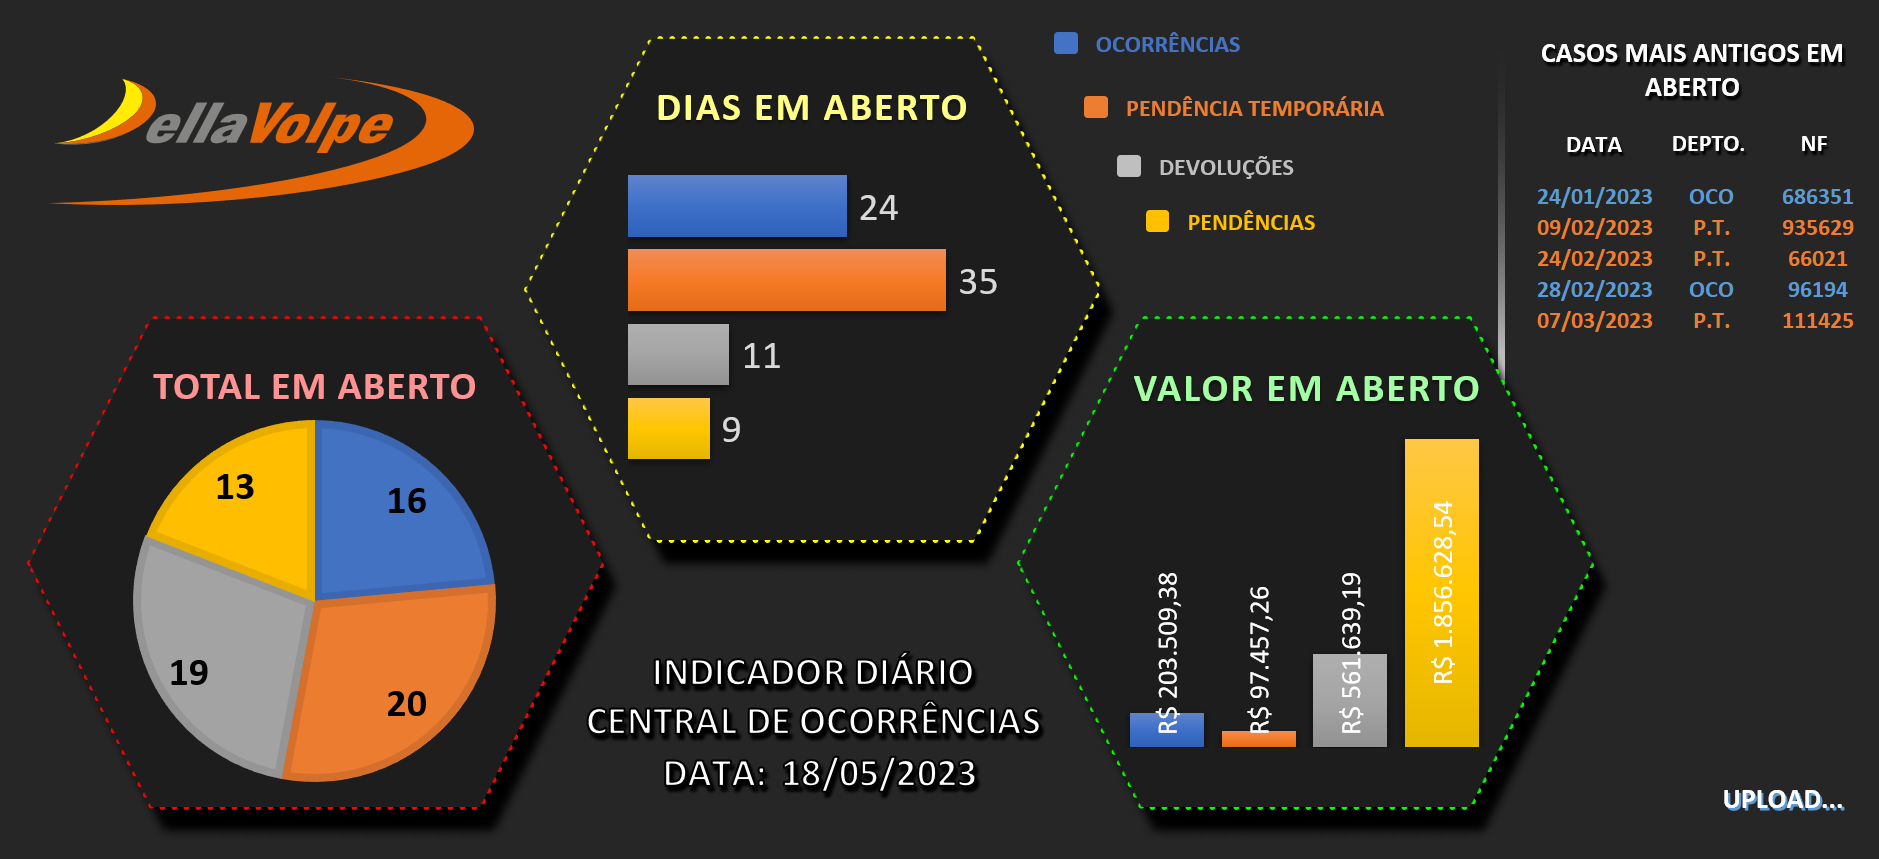 DellaVolpe
TOTAL EM ABERTO
13
16
19
20
DIAS EM ABERTO
24
35
11
9
INDICADOR DIÁRIO
CENTRAL DE OCORRÊNCIAS
DATA: 18/05/2023
OCORRÊNCIAS
PENDÊNCIA TEMPORÁRIA
DEVOLUÇÕES
PENDÊNCIAS
VALOR EM ABERTO
R$ 203.509,38
R$ 97.457,26
R$ 561.639,19
R$ 1.856.628,54
CASOS MAIS ANTIGOS EM
ABERTO
DATA DEPTO. NF
24/01/2023 OCO 686351
09/02/2023 P.T. 935629
24/02/2023 P.T. 66021
28/02/2023 OCO 96194
07/03/2023 P.T. 111425
UPLOAD...